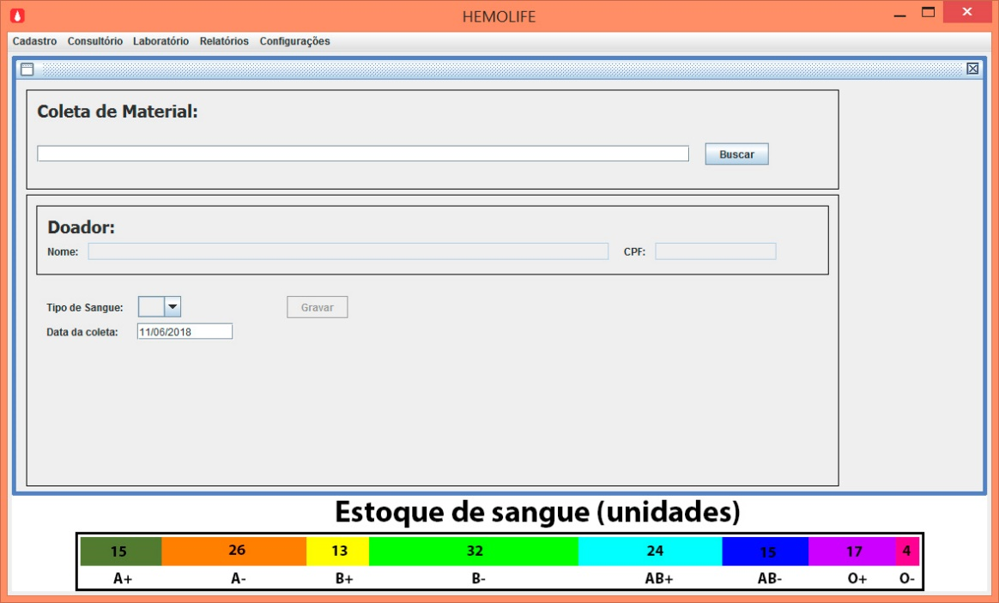 HEMOLIFE
Cadastro Consultório Laboratório Relatórios Configurações
Coleta de Material:
Buscar
Doador:
Nome: CPF:
Tipo de Sangue: Gravar
Data da coleta: 11/06/2018
Estoque de sangue (unidades)
15 26 13 32 24 15 17 4
A+ A- B+ B- AB+ AB- O+ O-